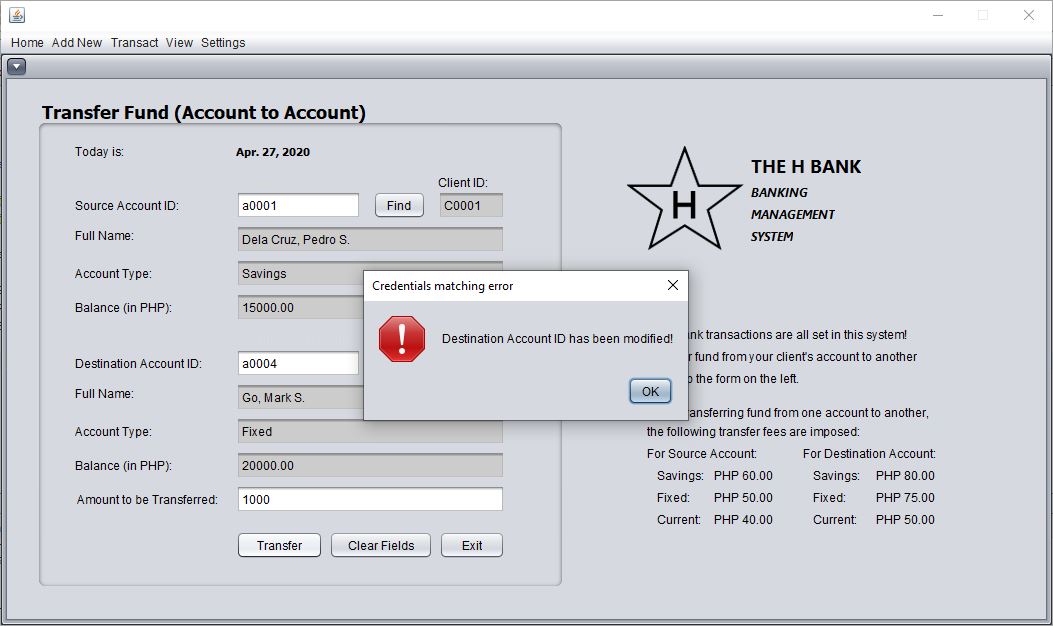 Home Add New Transact View Settings
Transfer Fund (Account to Account)
Today is: Apr. 27, 2020
Client ID:
Source Account ID: a0001 Find C0001
Full Name: Dela Cruz, Pedro S.
Account Type: Savings
Balance (in PHP): 15000.00
Destination Account ID: a0004
Full Name: Go, Mark S.
Account Type: Fixed
Balance (in PHP): 20000.00
Amount to be Transferred: 1000
Transfer Clear Fields Exit
Credentials matching error
Destination Account ID has been modified!
OK
H
THE H BANK
BANKING
MANAGEMENT
SYSTEM
transactions are all set in this system!
fund from your client's account to another
the form on the left.
fund from one account to another,
the following transfer fees are imposed:
For Source Account: For Destination Account:
Savings: PHP 60.00 Savings: PHP 80.00
Fixed: PHP 50.00 Fixed: PHP 75.00
Current: PHP 40.00 Current: PHP 50.00